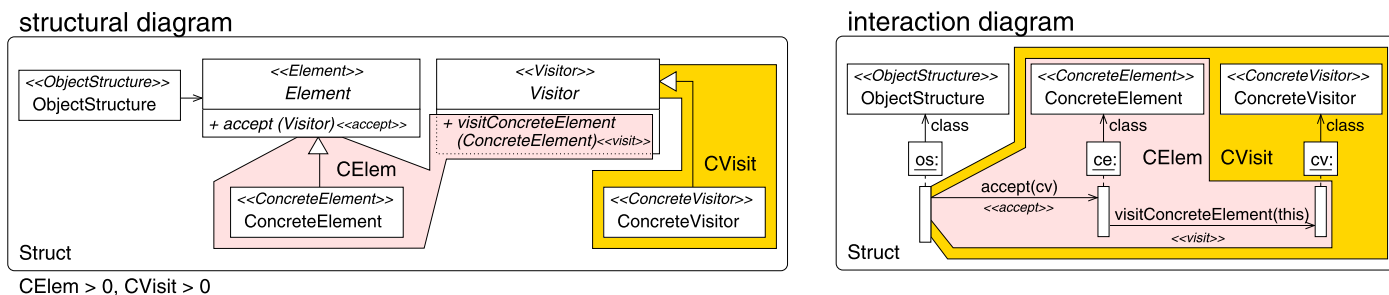 structural diagram
<<ObjectStructure>>
ObjectStructure
<<Element>>
Element
+ accept (Visitor)<<accept>>
<<Visitor>>
Visitor
+ visitConcreteElement
(ConcreteElement)<<visit>>
CElem
<<ConcreteElement>>
ConcreteElement
CVisit
<<ConcreteVisitor>>
ConcreteVisitor
Struct
CElem > 0, CVisit > 0
interaction diagram
<<ObjectStructure>>
ObjectStructure
<<ConcreteElement>>
ConcreteElement
<<ConcreteVisitor>>
ConcreteVisitor
class
class
class
os:
ce:
CElem
CVisit
cv:
accept(cv)
<<accept>>
visitConcreteElement(this)
<<visit>>
Struct